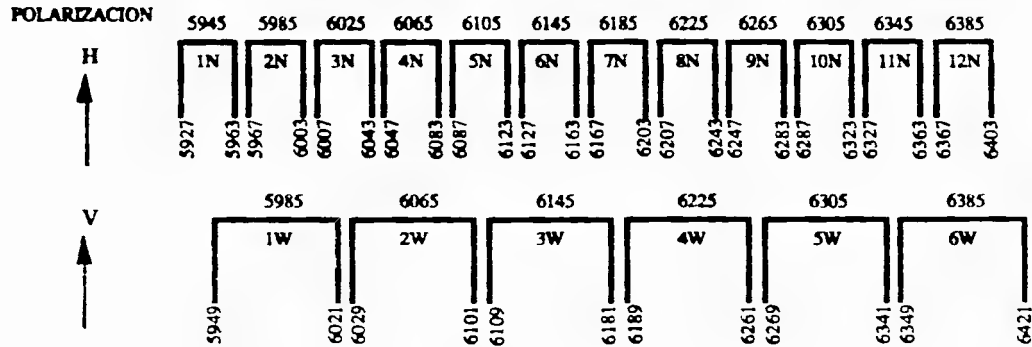 POLARIZACION
5945 5985 6025 6065 6105 6145 6185 6225 6265 6305 6345 6385
H
1N 2N 3N 4N 5N 6N 7N 8N 9N 10N 11N 12N
5927 5963 5967 6003 6007 6043 6047 6083 6087 6123 6127 6163 6167 6203 6207 6243 6247 6283 6287 6323 6327 6363 6367 6403
5985 6065 6145 6225 6305 6385
V
1W 2W 3W 4W 5W 6W
5949 6021 6029 6101 6109 6181 6189 6261 6269 6341 6349 6421